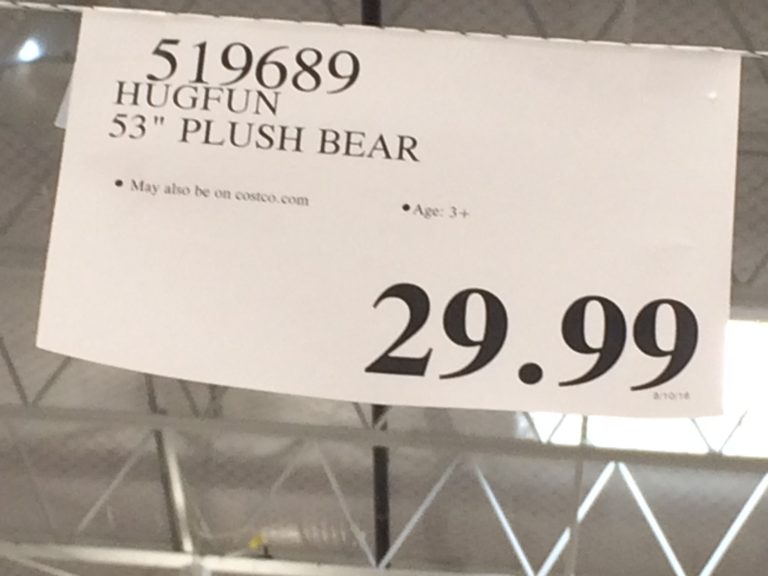 519689
HUGFUN
53" PLUSH BEAR
• May also be on costco.com
• Age: 3+
29.99